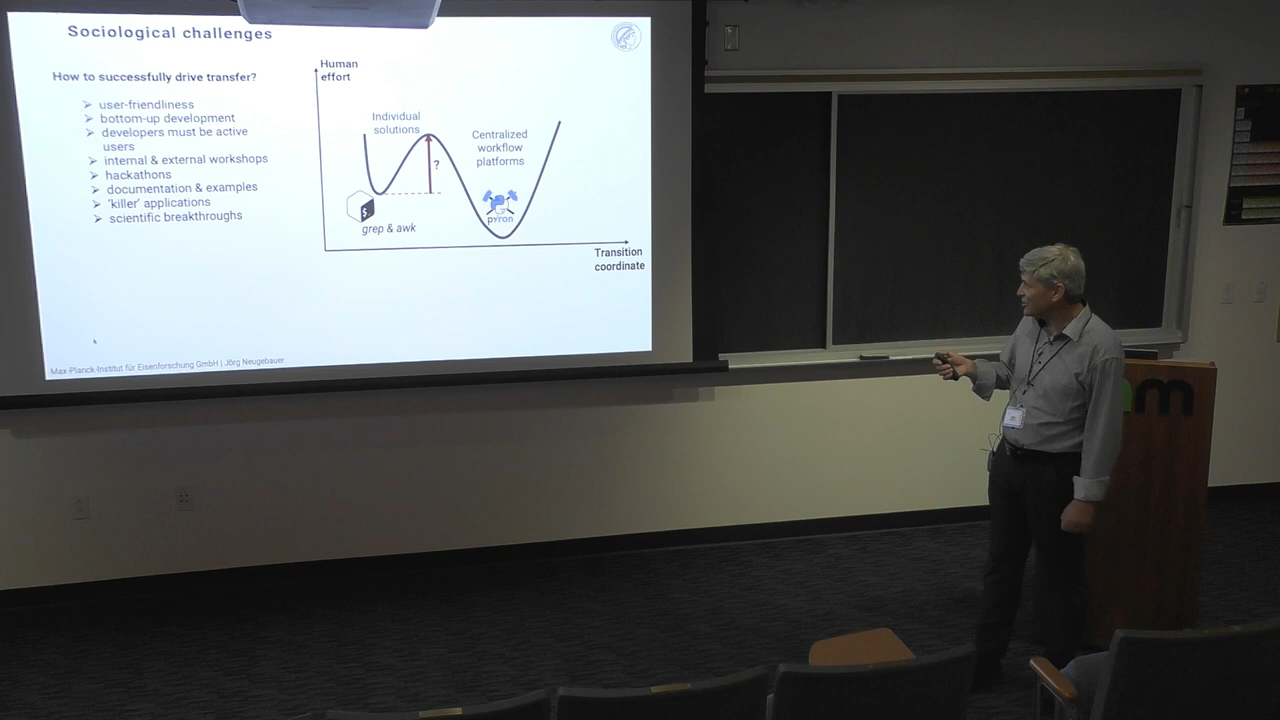 Sociological challenges
How to successfully drive transfer?
➢ user-friendliness
➢ bottom-up development
➢ developers must be active
users
➢ internal & external workshops
➢ hackathons
➢ documentation & examples
➢ 'killer' applications
➢ scientific breakthroughs
Human
effort
Individual
solutions
?
Centralized
workflow
platforms
$_
grep & awk
pyron
Transition
coordinate
Max-Planck-Institut für Eisenforschung GmbH | Jörg Neugebauer
m